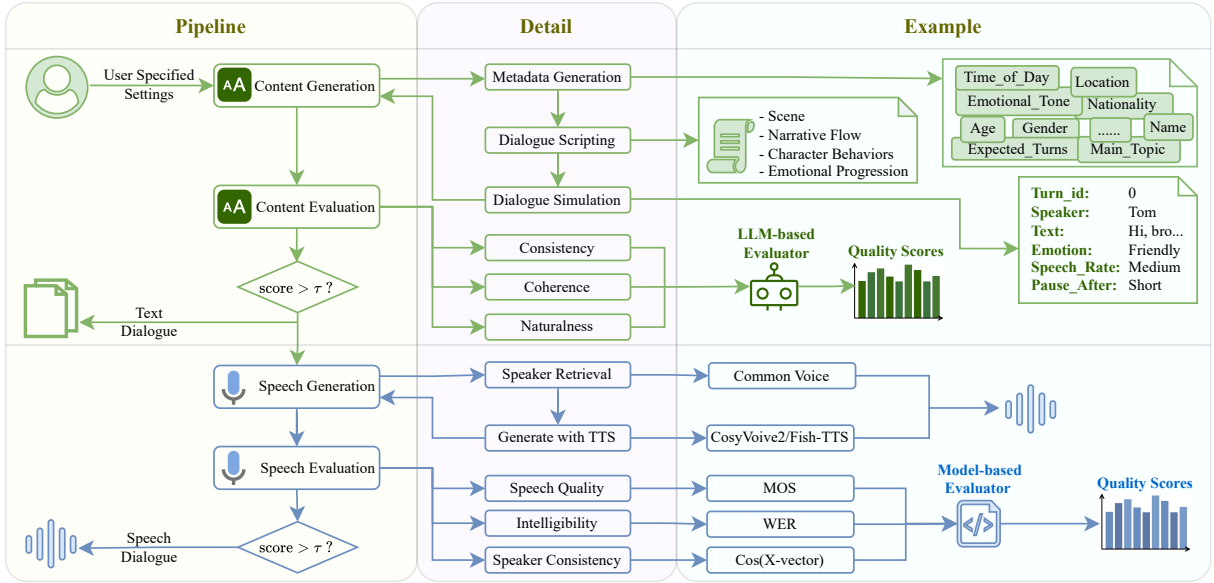 Pipeline
Detail
Example
User Specified
Settings
AA Content Generation
Metadata Generation
Time_of_Day
Location
Emotional_Tone
Nationality
Age
Gender
......
Name
Expected_Turns
Main_Topic
Dialogue Scripting
- Scene
- Narrative Flow
- Character Behaviors
- Emotional Progression
AA Content Evaluation
Dialogue Simulation
Turn_id: 0
Speaker: Tom
Text: Hi, bro...
Emotion: Friendly
Speech_Rate: Medium
Pause_After: Short
Consistency
Coherence
Naturalness
LLM-based
Evaluator
Quality Scores
score > τ ?
Text
Dialogue
Speech Generation
Speaker Retrieval
Common Voice
Generate with TTS
CosyVoive2/Fish-TTS
Speech Evaluation
Speech Quality
MOS
Intelligibility
WER
Speaker Consistency
Cos(X-vector)
Model-based
Evaluator
Quality Scores
score > τ ?
Speech
Dialogue